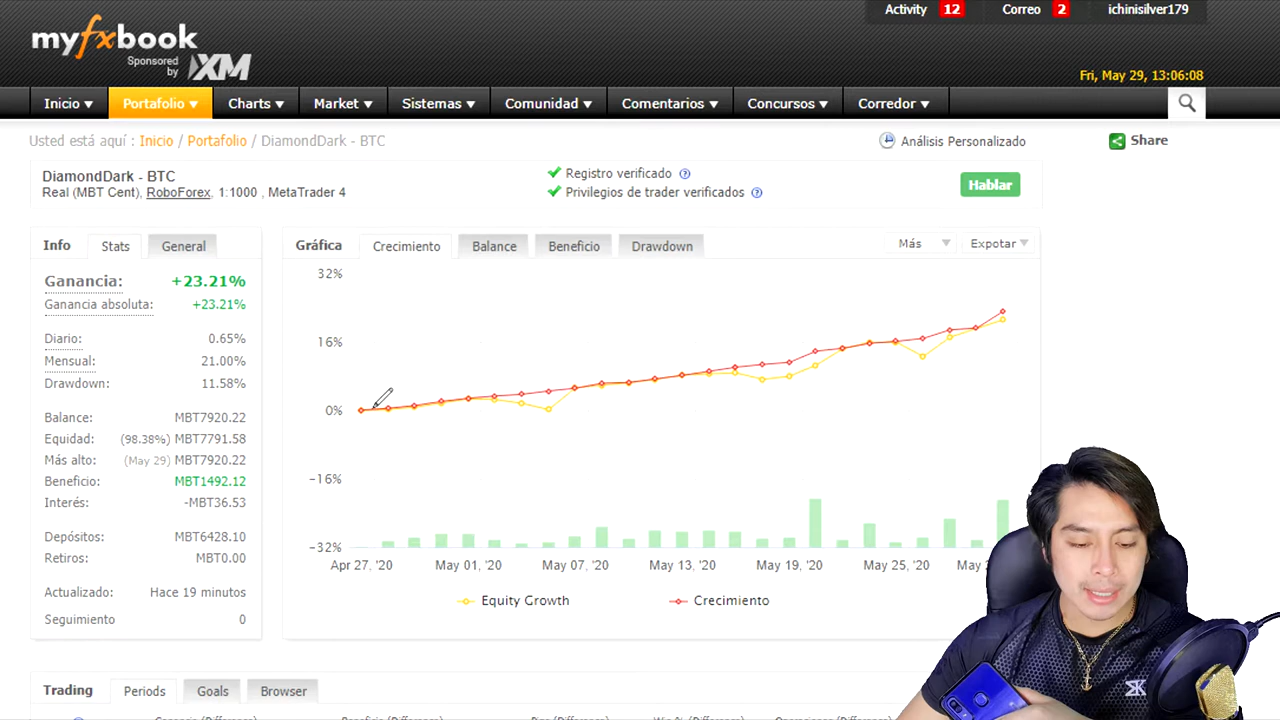 Activity 12 Correo 2 ichinisilver179
myfxbook
Sponsored by XM
Fri, May 29, 13:06:08
Inicio Portafolio Charts Market Sistemas Comunidad Comentarios Concursos Corredor
Usted está aquí : Inicio / Portafolio / DiamondDark - BTC
Análisis Personalizado Share
DiamondDark - BTC
Real (MBT Cent), RoboForex, 1:1000 , MetaTrader 4
Registro verificado
Privilegios de trader verificados
Hablar
Info Stats General
Ganancia: +23.21%
Ganancia absoluta: +23.21%
Diario: 0.65%
Mensual: 21.00%
Drawdown: 11.58%
Balance: MBT7920.22
Equidad: (98.38%) MBT7791.58
Más alto: (May 29) MBT7920.22
Beneficio: MBT1492.12
Interés: -MBT36.53
Depósitos: MBT6428.10
Retiros: MBT0.00
Actualizado: Hace 19 minutos
Seguimiento 0
Gráfica Crecimiento Balance Beneficio Drawdown Más Expotar
32%
16%
0%
-16%
-32%
Apr 27, '20 May 01, '20 May 07, '20 May 13, '20 May 19, '20 May 25, '20
Equity Growth Crecimiento
Trading Periods Goals Browser